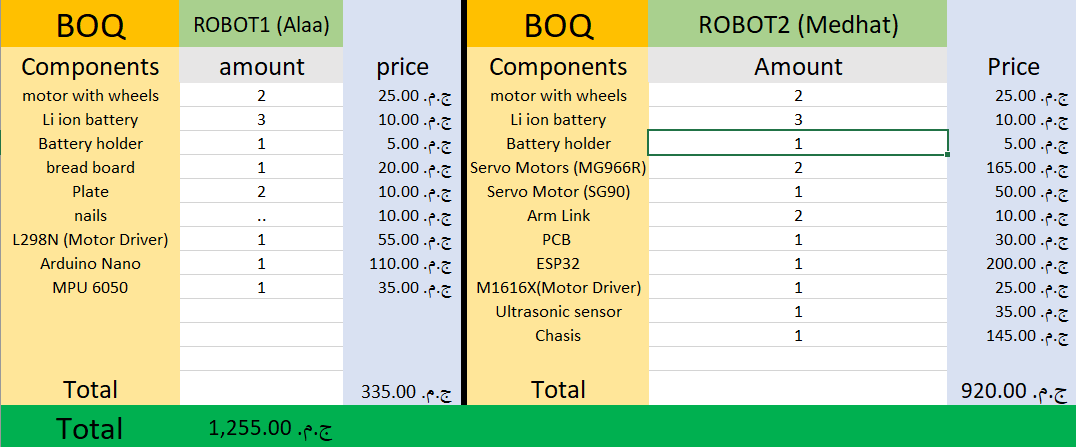 BOQ ROBOT1 (Alaa) BOQ ROBOT2 (Medhat)
Components amount price Components Amount Price
motor with wheels 2 25.00 ج.م. motor with wheels 2 25.00 ج.م.
Li ion battery 3 10.00 ج.م. Li ion battery 3 10.00 ج.م.
Battery holder 1 5.00 ج.م. Battery holder 1 5.00 ج.م.
bread board 1 20.00 ج.م. Servo Motors (MG966R) 2 165.00 ج.م.
Plate 2 10.00 ج.م. Servo Motor (SG90) 1 50.00 ج.م.
nails .. 10.00 ج.م. Arm Link 2 10.00 ج.م.
L298N (Motor Driver) 1 55.00 ج.م. PCB 1 30.00 ج.م.
Arduino Nano 1 110.00 ج.م. ESP32 1 200.00 ج.م.
MPU 6050 1 35.00 ج.م. M1616X(Motor Driver) 1 25.00 ج.م.
Ultrasonic sensor 1 35.00 ج.م.
Chasis 1 145.00 ج.م.
Total 335.00 ج.م. Total 920.00 ج.م.
Total 1,255.00 ج.م.